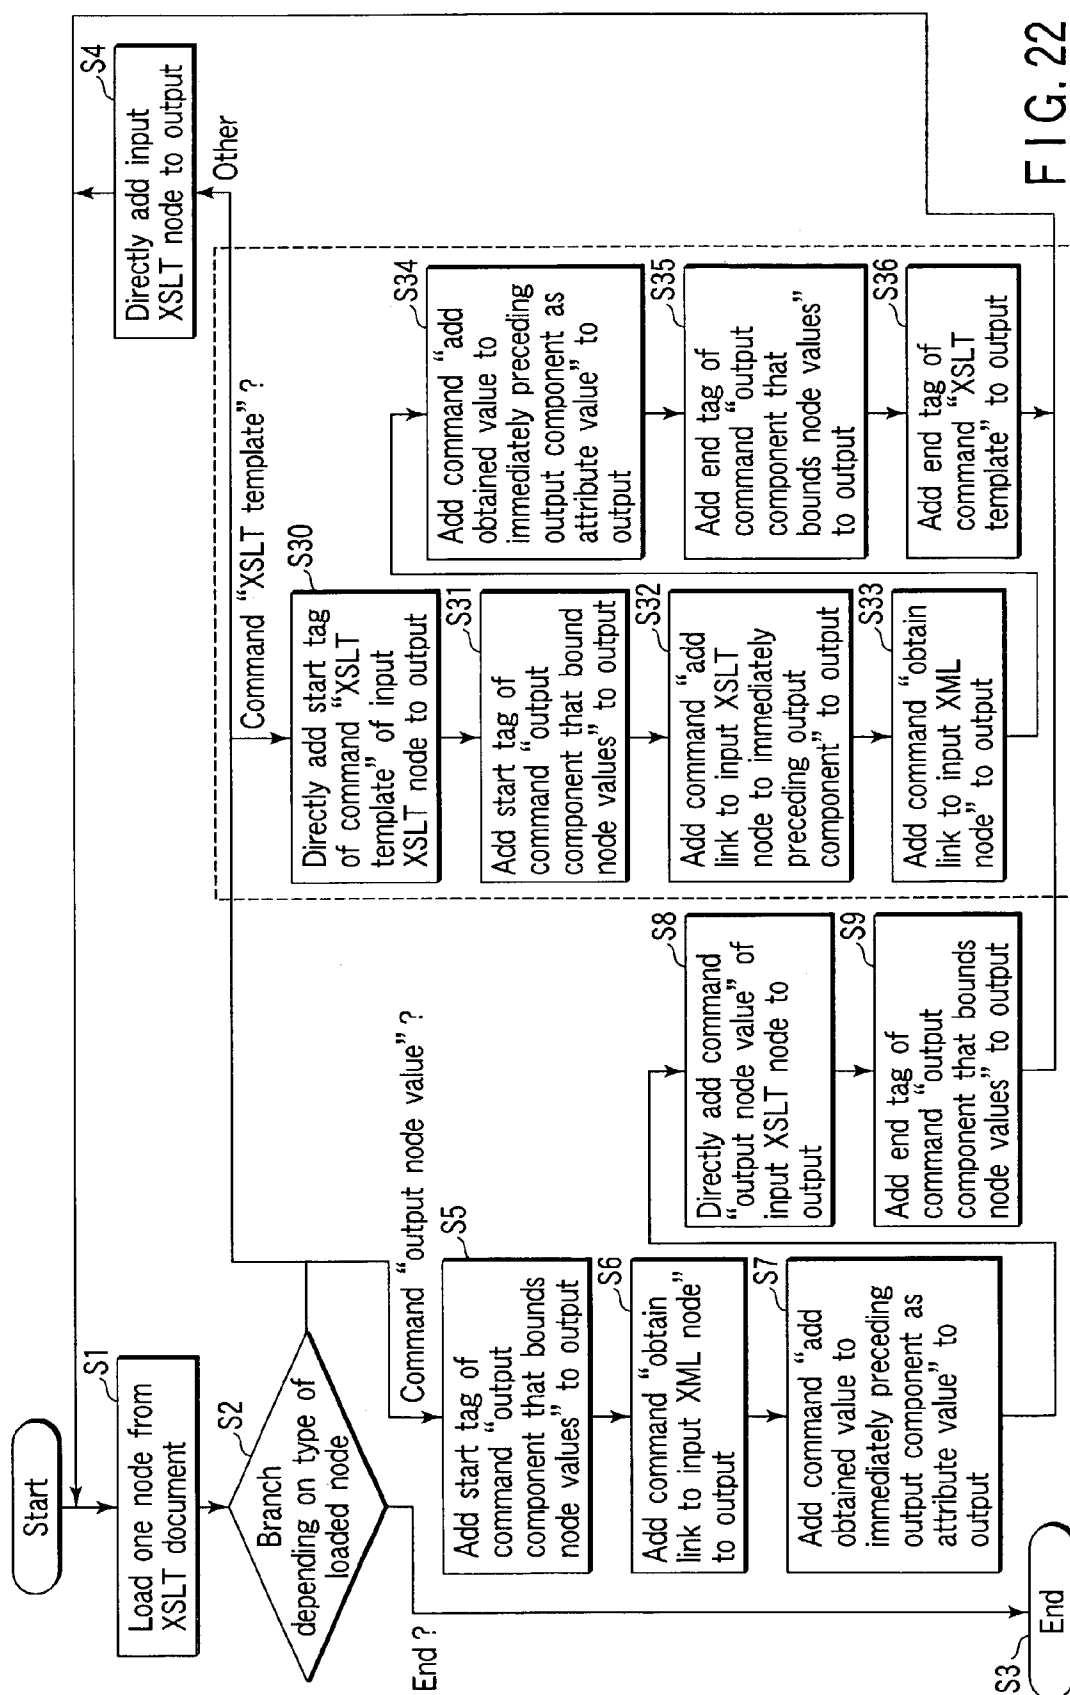 Start
S1
Load one node from
XSLT document
S2
Branch
depending on type of
loaded node
End ?
S3
End
Command “output node value” ?
S5
Add start tag of
command “output
component that bounds
node values” to output
S6
Add command “obtain
link to input XML node”
to output
S7
Add command “add
obtained value to
immediately preceding
output component as
attribute value” to
output
S8
Directly add command
“output node value” of
input XSLT node to
output
S9
Add end tag of
command “output
component that bounds
node values” to output
Command “XSLT template” ?
S30
Directly add start tag
of command “XSLT
template” of input
XSLT node to output
S31
Add start tag of
command “output
component that bound
node values” to output
S32
Add command “add
link to input XSLT
node to immediately
preceding output
component” to output
S33
Add command “obtain
link to input XML
node” to output
S34
Add command “add
obtained value to
immediately preceding
output component as
attribute value” to
output
S35
Add end tag of
command “output
component that
bounds node values”
to output
S36
Add end tag of
command “XSLT
template” to output
Other
S4
Directly add input
XSLT node to output
FIG. 22